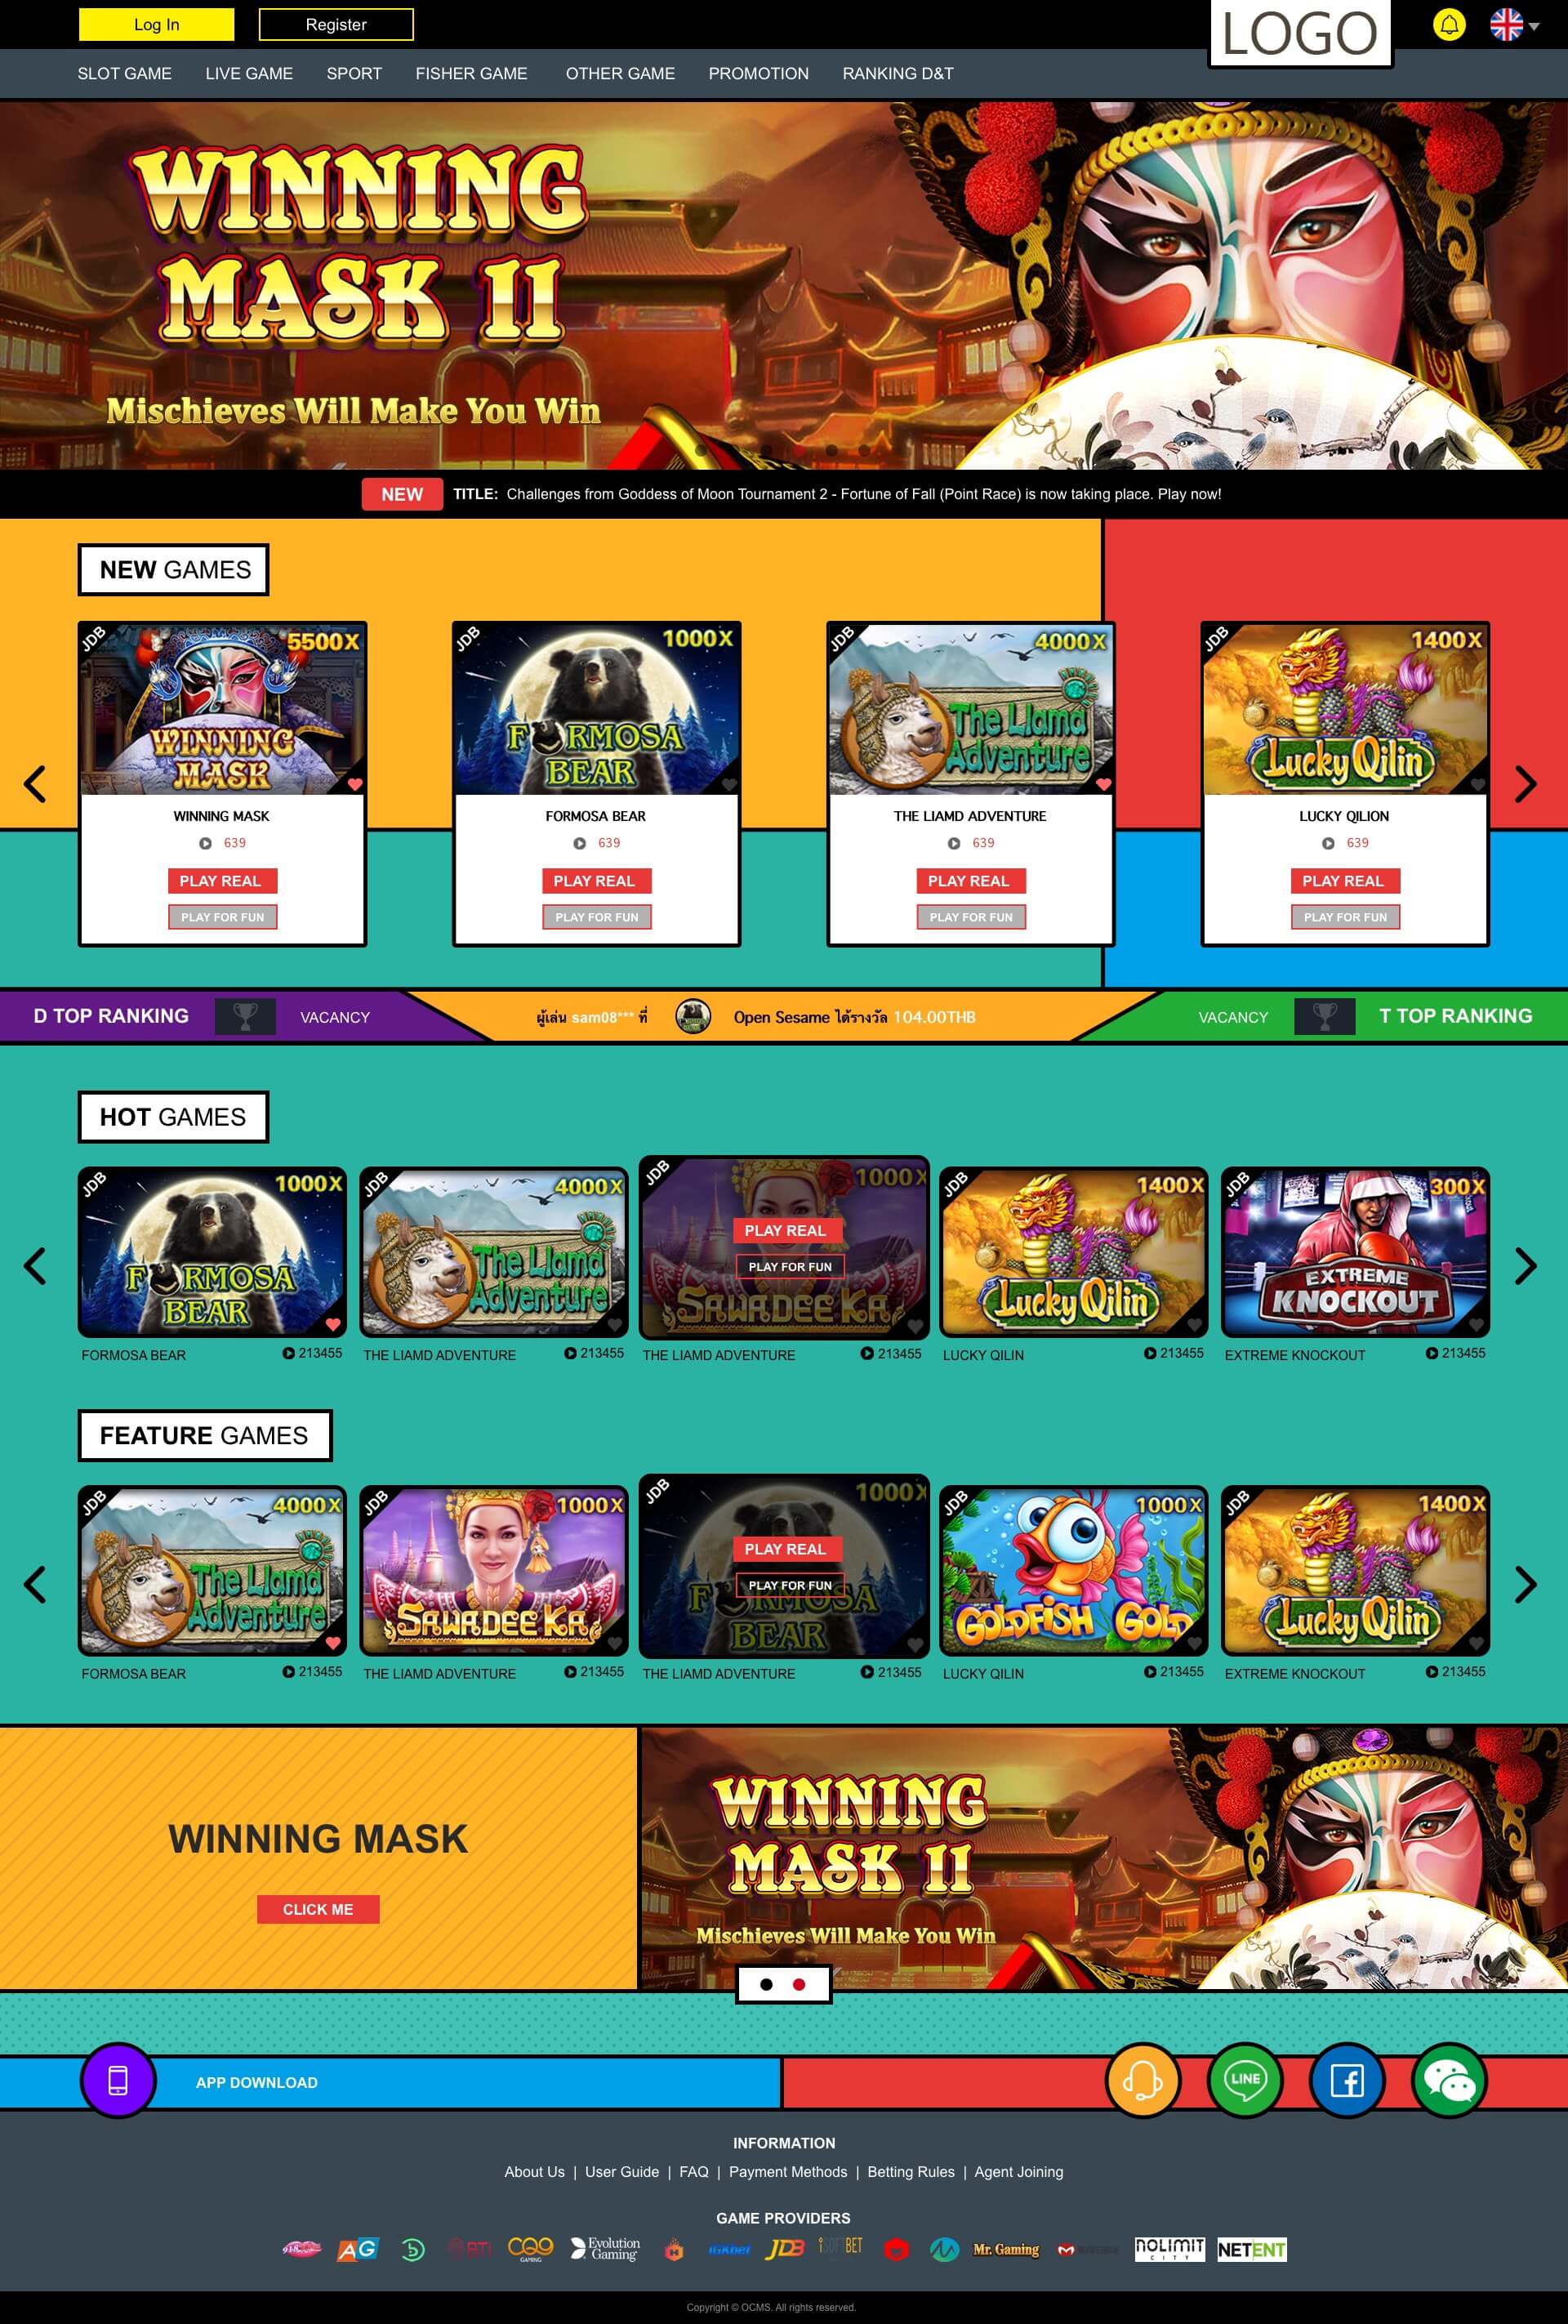 Log In
Register
LOGO
SLOT GAME LIVE GAME SPORT FISHER GAME OTHER GAME PROMOTION RANKING D&T
WINNING
MASK II
Mischieves Will Make You Win
NEW TITLE: Challenges from Goddess of Moon Tournament 2 - Fortune of Fall (Point Race) is now taking place. Play now!
NEW GAMES
JDB
5500X
WINNING
MASK
WINNING MASK
639
PLAY REAL
PLAY FOR FUN
JDB
1000X
FORMOSA
BEAR
FORMOSA BEAR
639
PLAY REAL
PLAY FOR FUN
JDB
4000X
The Llama
Adventure
THE LIAMD ADVENTURE
639
PLAY REAL
PLAY FOR FUN
JDB
1400X
Lucky Qilin
LUCKY QILION
639
PLAY REAL
PLAY FOR FUN
D TOP RANKING VACANCY
ผู้เล่น sam08*** ที่ Open Sesame ได้รางวัล 104.00THB
VACANCY T TOP RANKING
HOT GAMES
JDB
1000X
FORMOSA
BEAR
FORMOSA BEAR 213455
JDB
4000X
The Llama
Adventure
THE LIAMD ADVENTURE 213455
JDB
1000X
PLAY REAL
PLAY FOR FUN
SAWADEE KA
THE LIAMD ADVENTURE 213455
JDB
1400X
Lucky Qilin
LUCKY QILIN 213455
JDB
300X
EXTREME
KNOCKOUT
EXTREME KNOCKOUT 213455
FEATURE GAMES
JDB
4000X
The Llama
Adventure
FORMOSA BEAR 213455
JDB
1000X
SAWADEE KA
THE LIAMD ADVENTURE 213455
JDB
1000X
PLAY REAL
PLAY FOR FUN
FORMOSA
BEAR
THE LIAMD ADVENTURE 213455
JDB
1000X
GOLDFISH GOLD
LUCKY QILIN 213455
JDB
1400X
Lucky Qilin
EXTREME KNOCKOUT 213455
WINNING MASK
CLICK ME
WINNING
MASK II
Mischieves Will Make You Win
APP DOWNLOAD
LINE
INFORMATION
About Us | User Guide | FAQ | Payment Methods | Betting Rules | Agent Joining
GAME PROVIDERS
AG
BTi
CQ9
GAMING
Evolution
Gaming
JDB
iSOFTBET
Mr. Gaming
NOLIMIT
CITY
NETENT
Copyright © OCMS. All rights reserved.